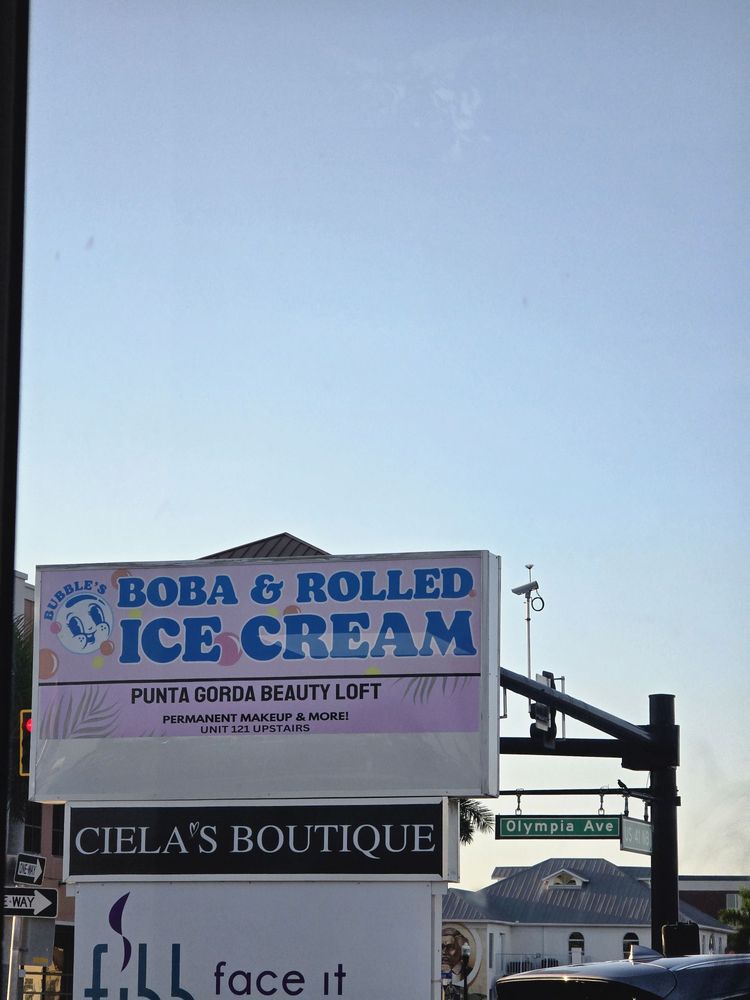 BUBBLE'S
BOBA & ROLLED
ICE CREAM
PUNTA GORDA BEAUTY LOFT
PERMANENT MAKEUP & MORE!
UNIT 121 UPSTAIRS
CIELA'S BOUTIQUE
face it
Olympia Ave
ONE WAY
E WAY